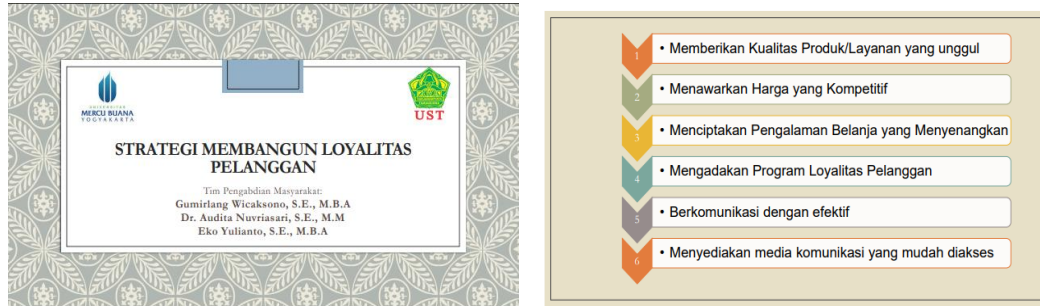 UNIVERSITAS
MERCU BUANA
YOGYAKARTA
UST
STRATEGI MEMBANGUN LOYALITAS
PELANGGAN
Tim Pengabdian Masyarakat:
Gumirlang Wicaksono, S.E., M.B.A
Dr. Audita Nuvriasari, S.E., M.M
Eko Yulianto, S.E., M.B.A
1 • Memberikan Kualitas Produk/Layanan yang unggul
2 • Menawarkan Harga yang Kompetitif
3 • Menciptakan Pengalaman Belanja yang Menyenangkan
4 • Mengadakan Program Loyalitas Pelanggan
5 • Berkomunikasi dengan efektif
6 • Menyediakan media komunikasi yang mudah diakses